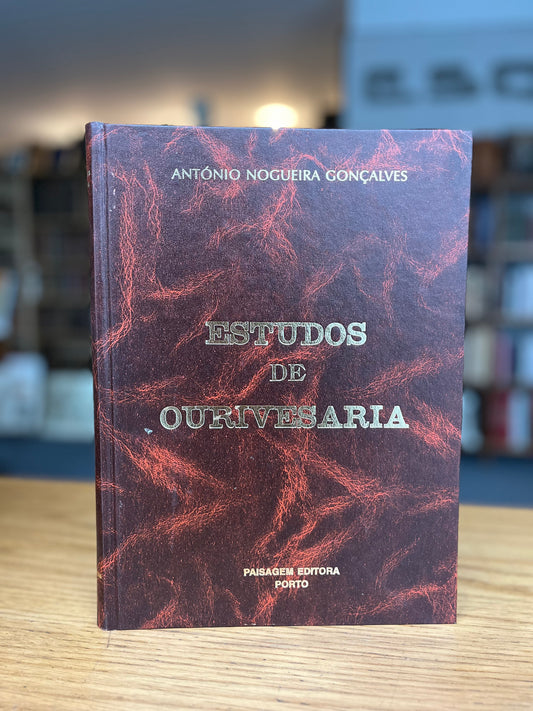 ANTÓNIO NOGUEIRA GONÇALVES
ESTUDOS
DE
OURIVESARIA
PAISAGEM EDITORA
PORTO